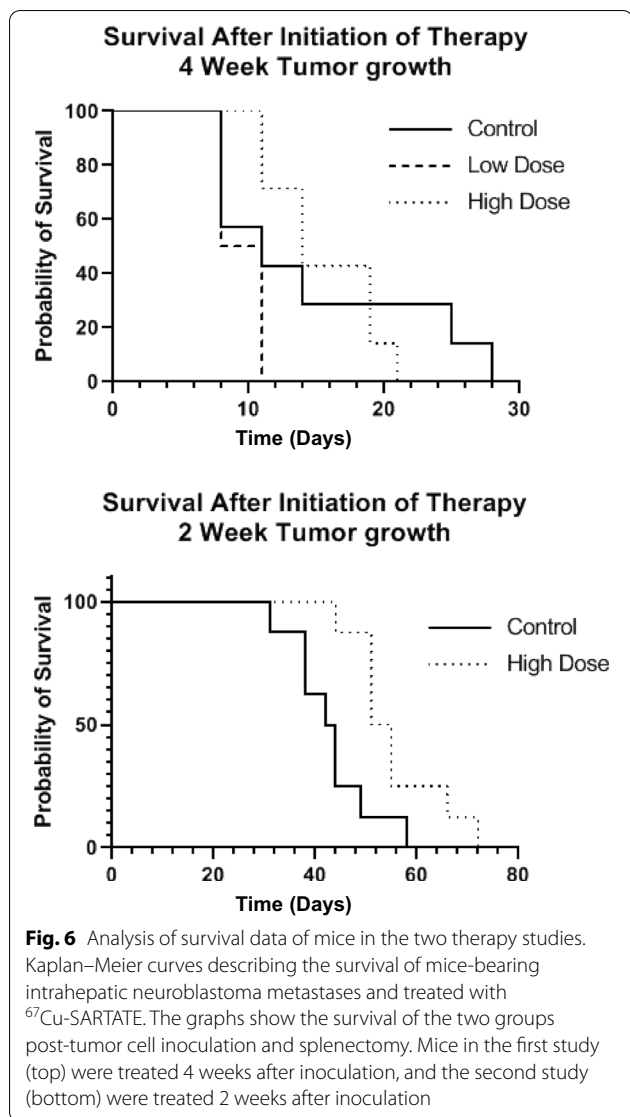 Survival After Initiation of Therapy
4 Week Tumor growth
Probability of Survival
100
80
60
40
20
0
Control
Low Dose
High Dose
0 10 20 30
Time (Days)
Survival After Initiation of Therapy
2 Week Tumor growth
Probability of Survival
100
50
0
Control
High Dose
0 20 40 60 80
Time (Days)
Fig. 6 Analysis of survival data of mice in the two therapy studies.
Kaplan–Meier curves describing the survival of mice-bearing
intrahepatic neuroblastoma metastases and treated with
⁶⁷Cu-SARTATE. The graphs show the survival of the two groups
post-tumor cell inoculation and splenectomy. Mice in the first study
(top) were treated 4 weeks after inoculation, and the second study
(bottom) were treated 2 weeks after inoculation